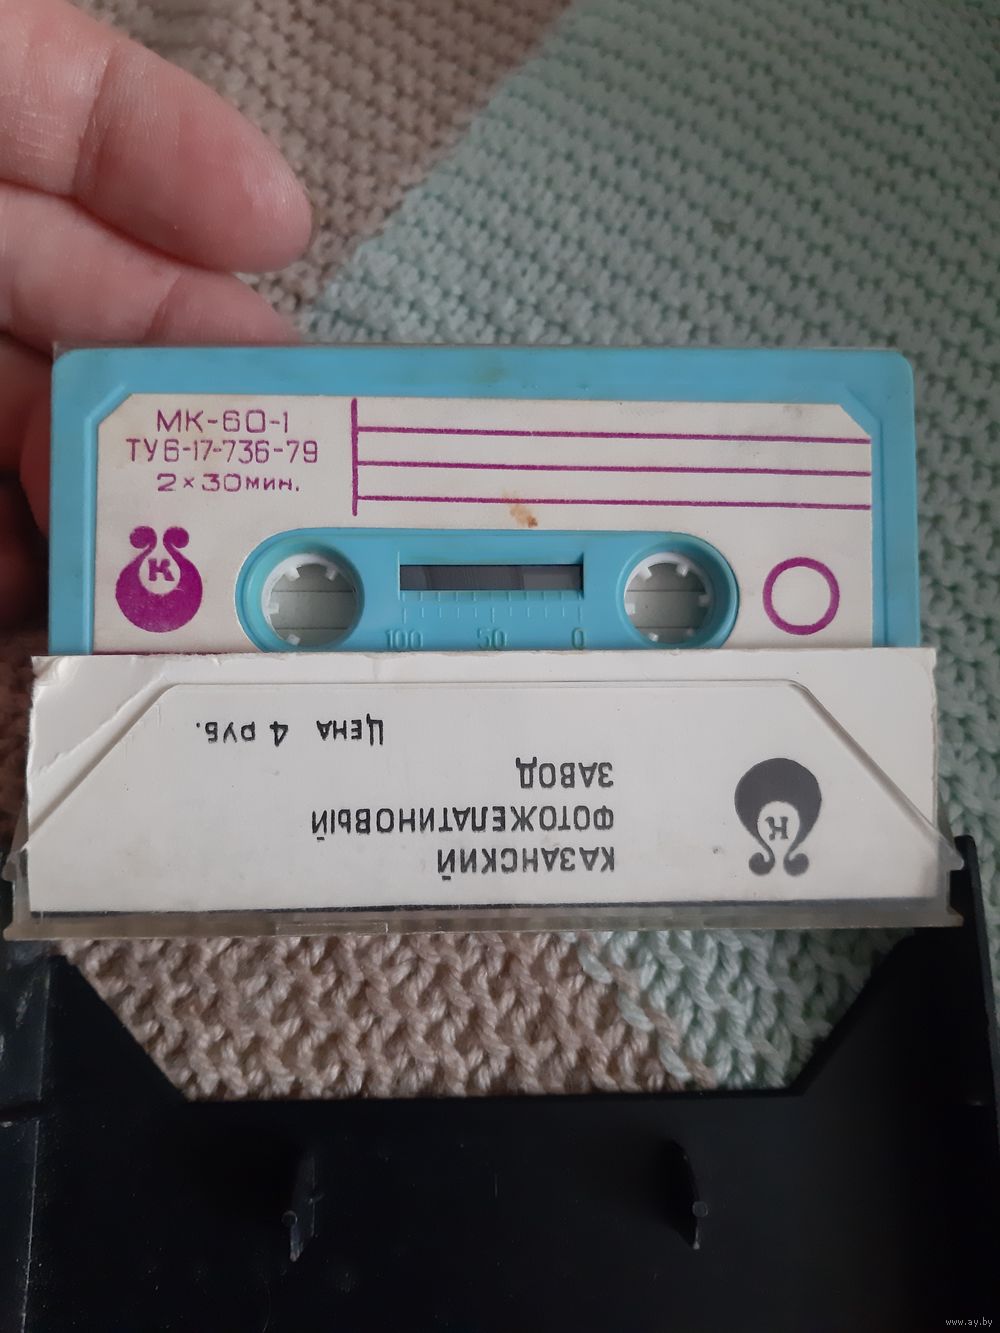 МК-60-1
ТУ6-17-736-79
2×30мин.
К
100 50 0
КАЗАНСКИЙ
ФОТОЖЕЛАТИНОВЫЙ
ЗАВОД
ЦЕНА 4 РУБ.
К
www.ay.by